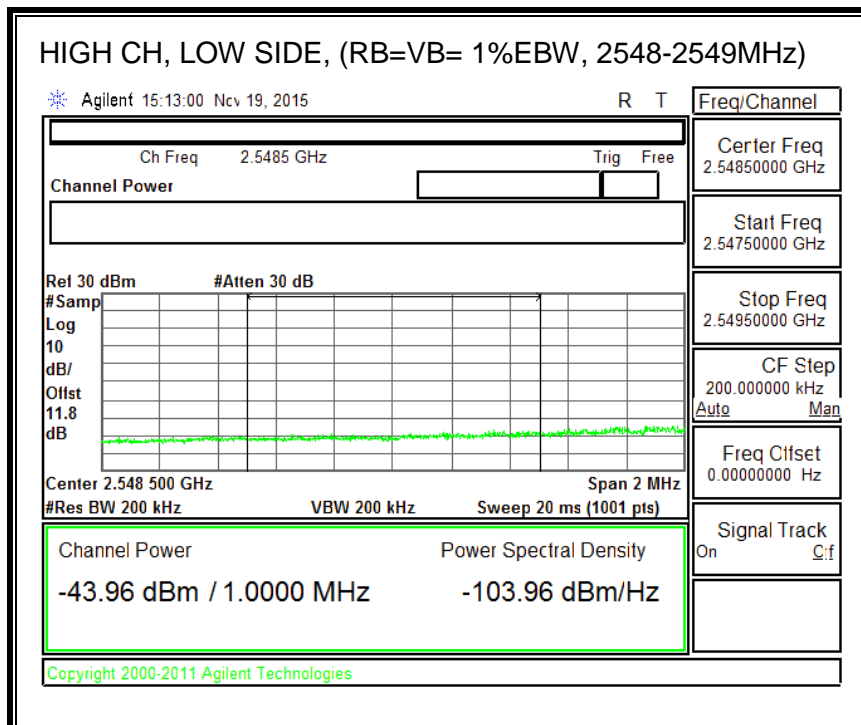 HIGH CH, LOW SIDE, (RB=VB= 1%EBW, 2548-2549MHz)
Agilent 15:13:00 Nov 19, 2015 R T
Freq/Channel
Ch Freq 2.5485 GHz Trig Free
Channel Power
Center Freq
2.54850000 GHz
Start Freq
2.54750000 GHz
Stop Freq
2.54950000 GHz
CF Step
200.000000 kHz
Auto Man
Freq Offset
0.00000000 Hz
Signal Track
On Off
Ref 30 dBm #Atten 30 dB
#Samp
Log
10
dB/
Offst
11.8
dB
Center 2.548 500 GHz Span 2 MHz
#Res BW 200 kHz VBW 200 kHz Sweep 20 ms (1001 pts)
Channel Power Power Spectral Density
-43.96 dBm / 1.0000 MHz -103.96 dBm/Hz
Copyright 2000-2011 Agilent Technologies